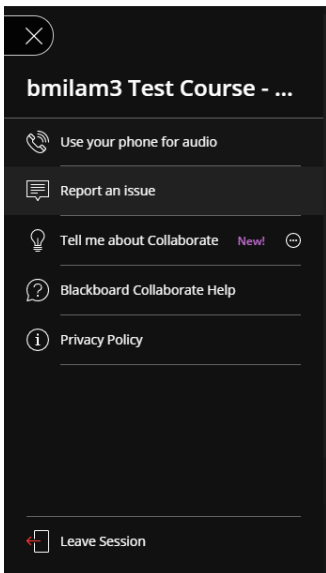 bmilam3 Test Course - ...
Use your phone for audio
Report an issue
Tell me about Collaborate New!
Blackboard Collaborate Help
Privacy Policy
Leave Session